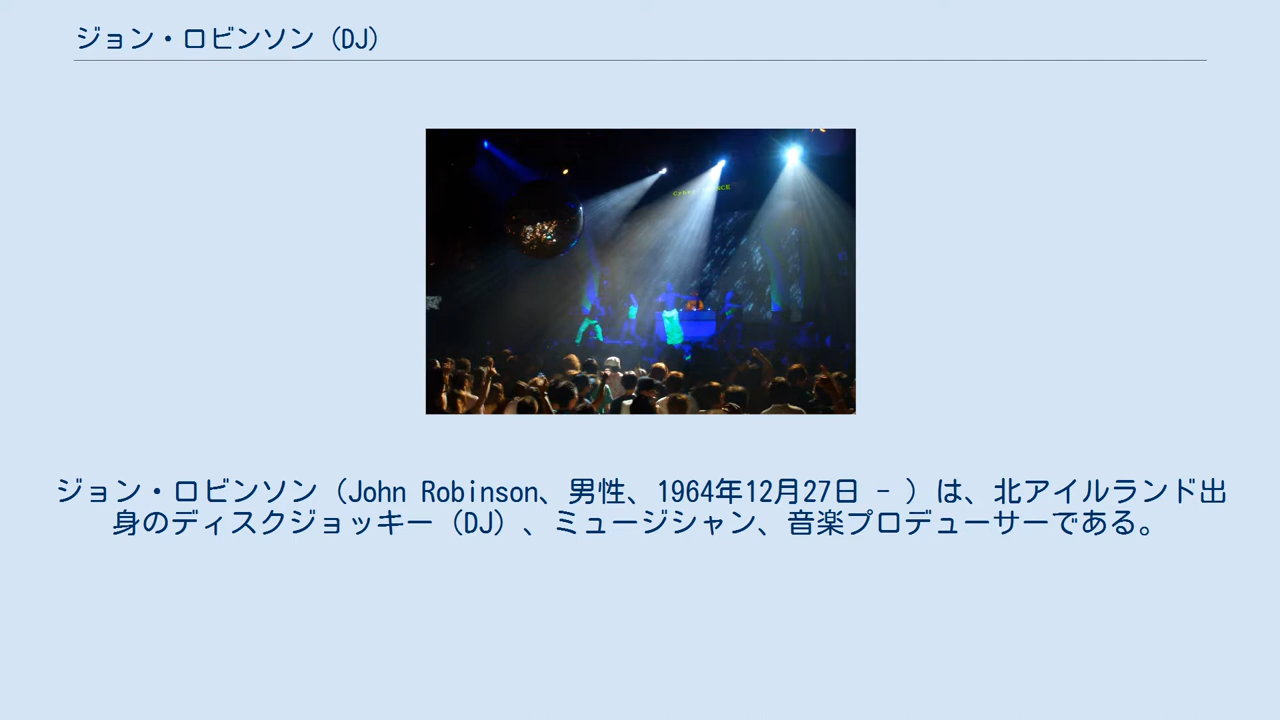 ジョン・ロビンソン（DJ）
ジョン・ロビンソン（John Robinson、男性、1964年12月27日 - ）は、北アイルランド出
身のディスクジョッキー（DJ）、ミュージシャン、音楽プロデューサーである。